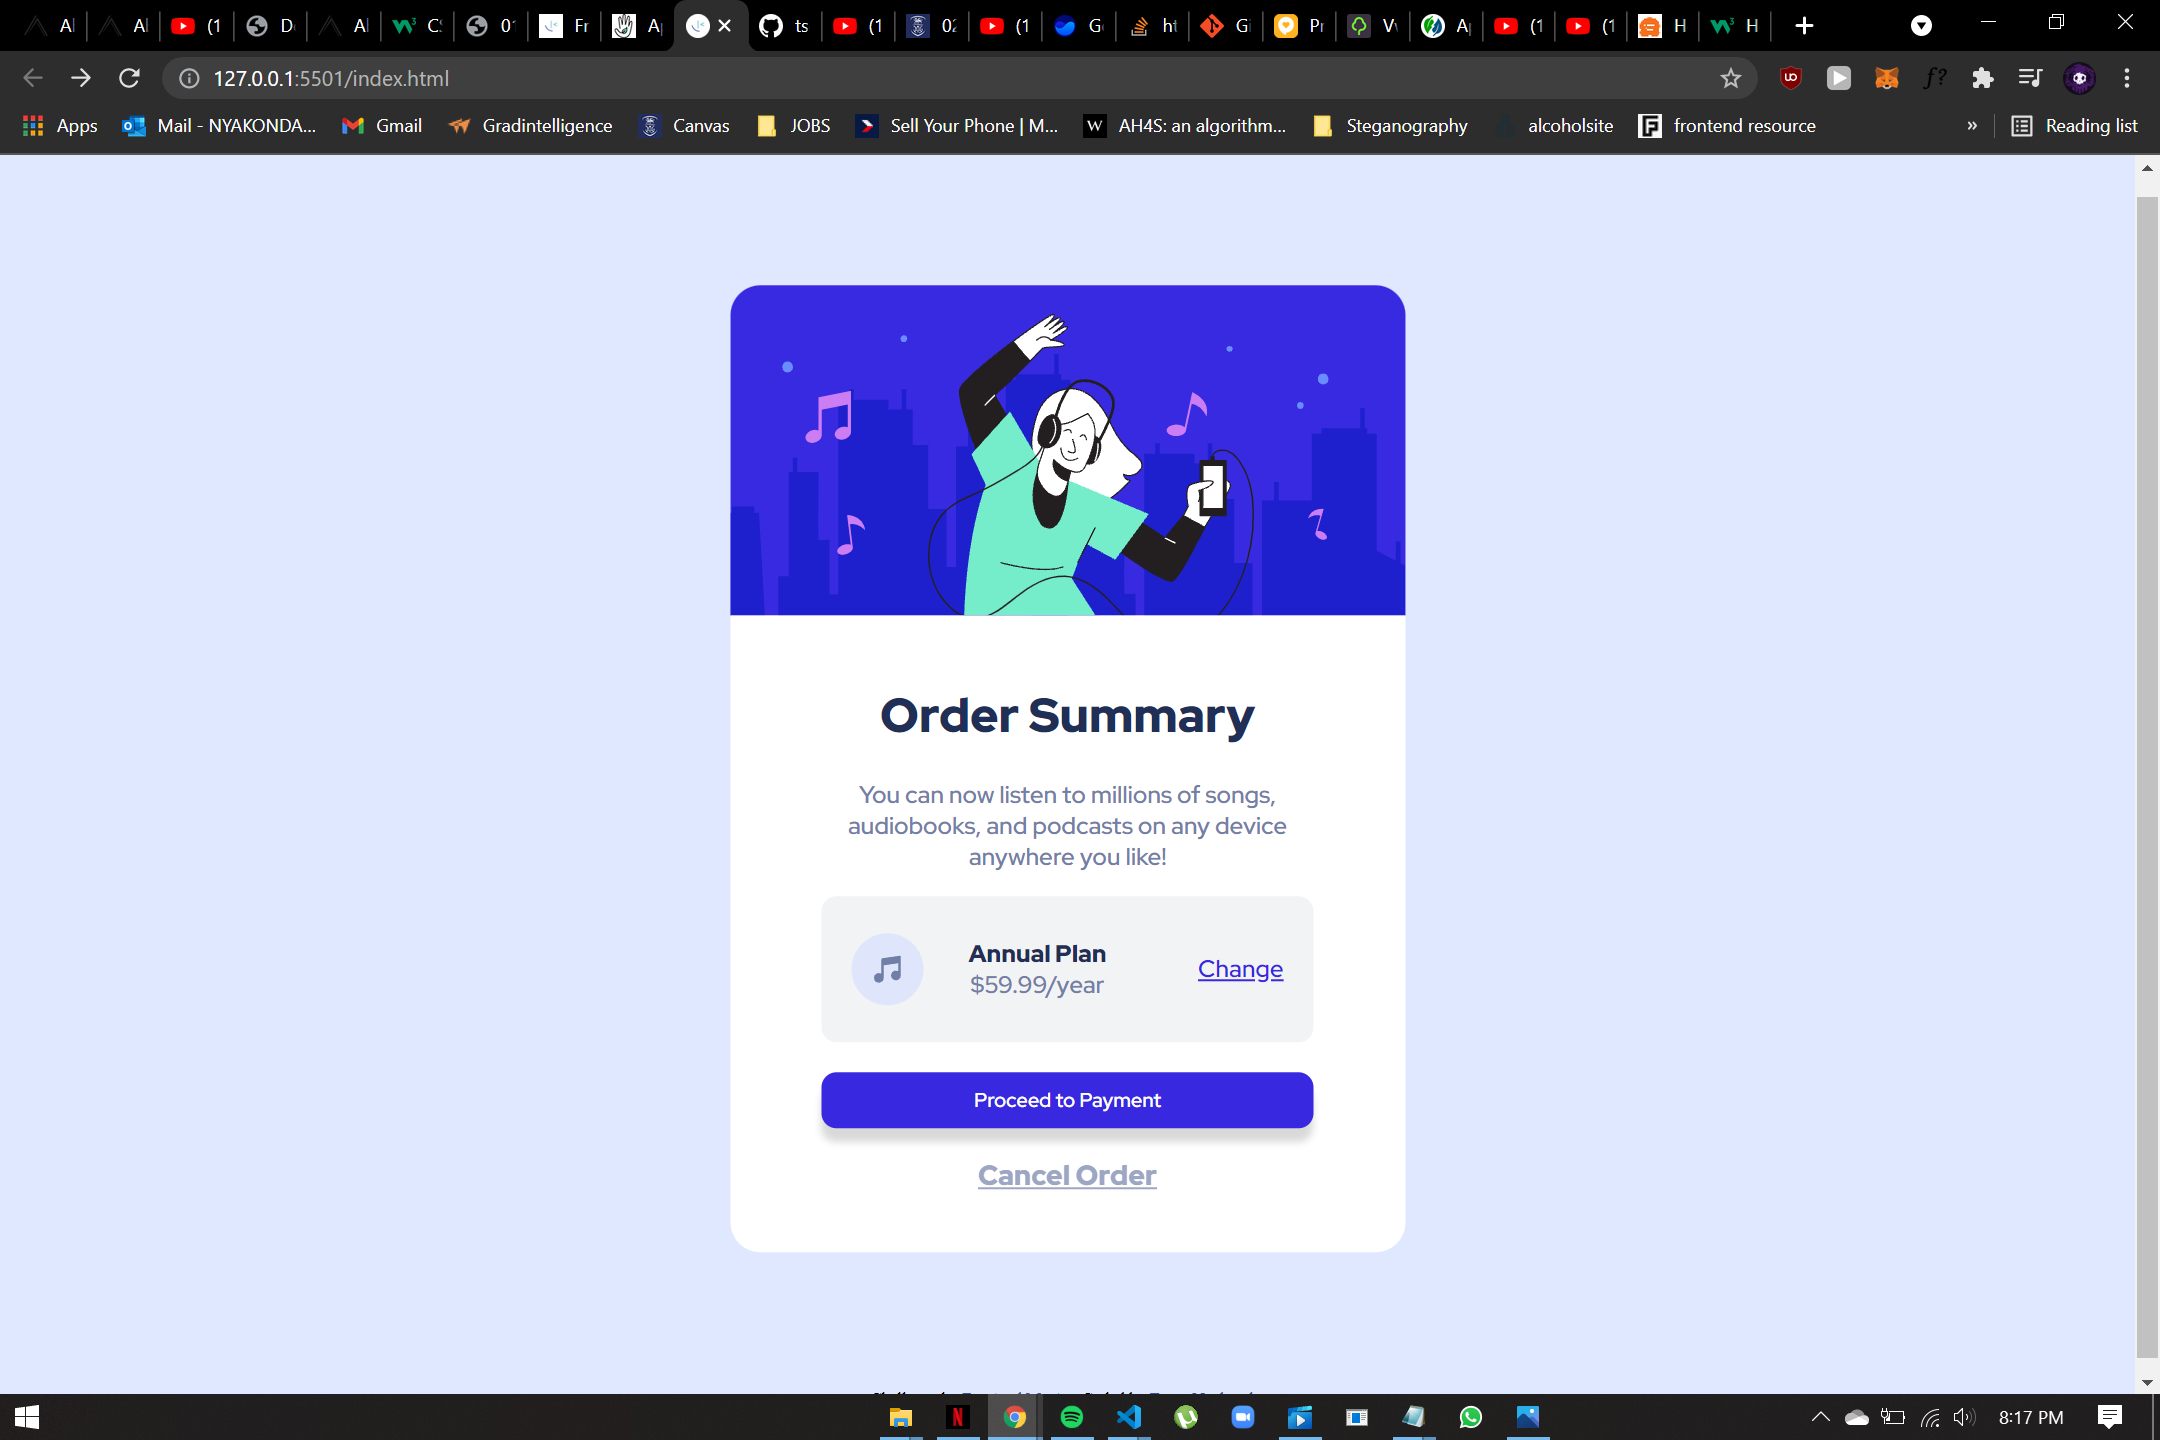 Al
Al
(1
D
Al
C
0
Fr
A
ts
(1
02
(1
G
ht
Gi
Pr
V
A
(1
(1
H
H
127.0.0.1:5501/index.html
Apps
Mail - NYAKONDA...
Gmail
Gradintelligence
Canvas
JOBS
Sell Your Phone | M...
AH4S: an algorithm...
Steganography
alcoholsite
frontend resource
»
Reading list
Order Summary
You can now listen to millions of songs,
audiobooks, and podcasts on any device
anywhere you like!
Annual Plan
$59.99/year
Change
Proceed to Payment
Cancel Order
8:17 PM